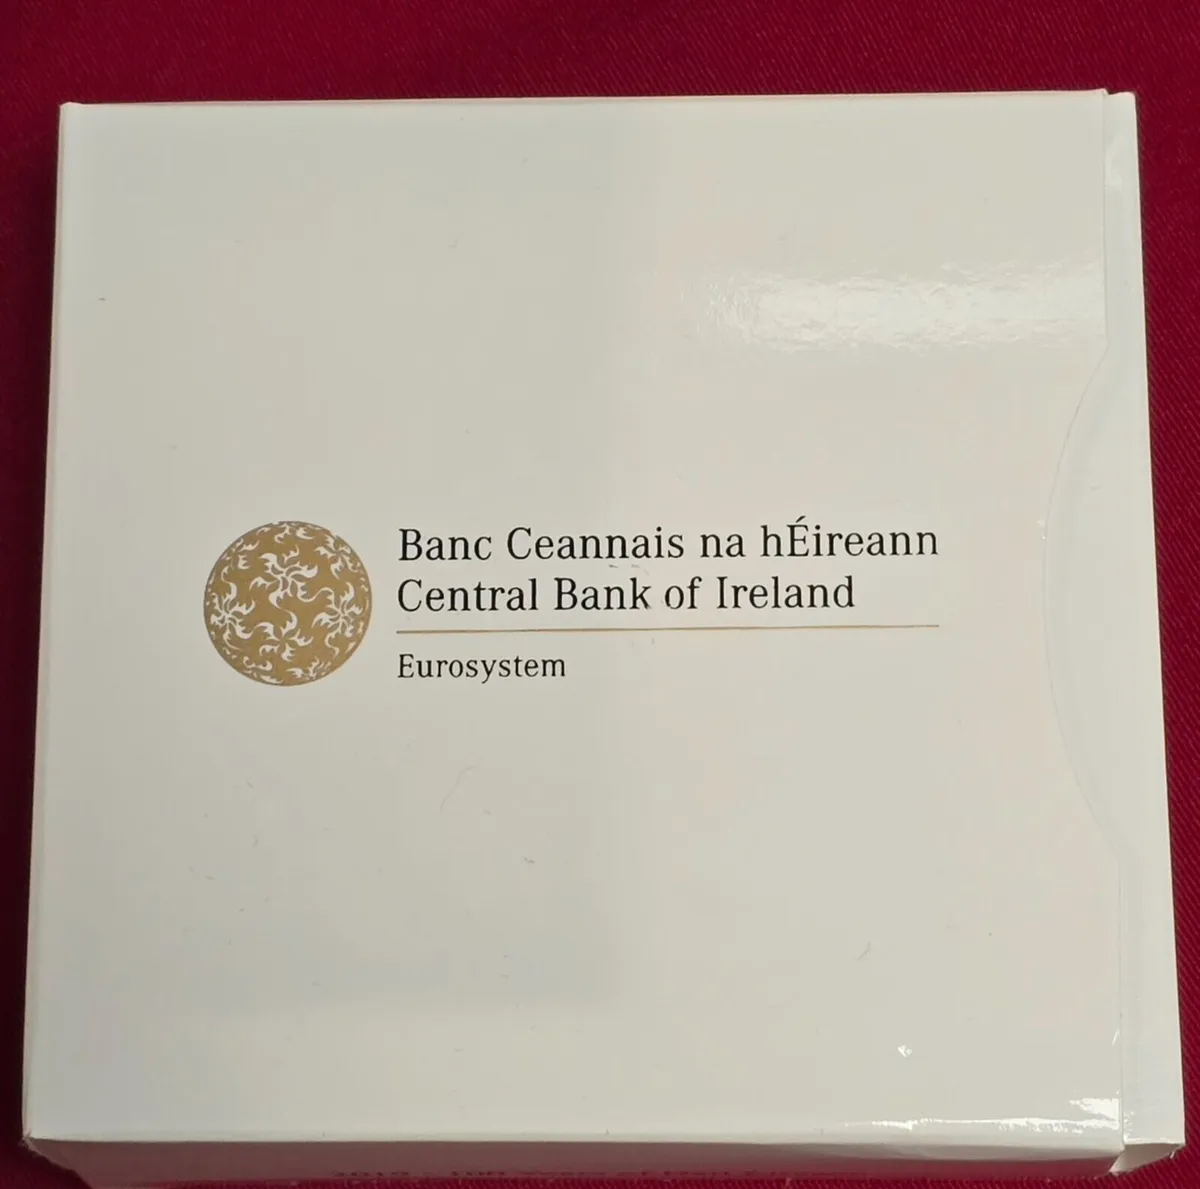 Banc Ceannais na hÉireann
Central Bank of Ireland
Eurosystem